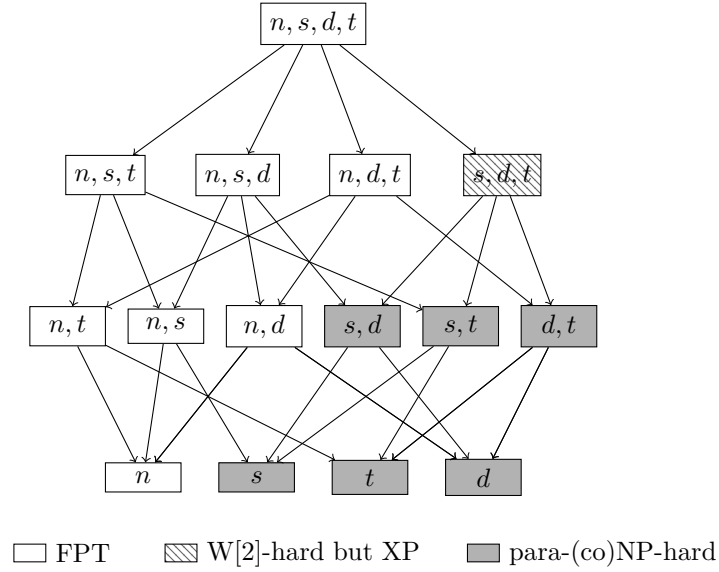 n, s, d, t
n, s, t n, s, d n, d, t s, d, t
n, t n, s n, d s, d s, t d, t
n s t d
FPT W[2]-hard but XP para-(co)NP-hard